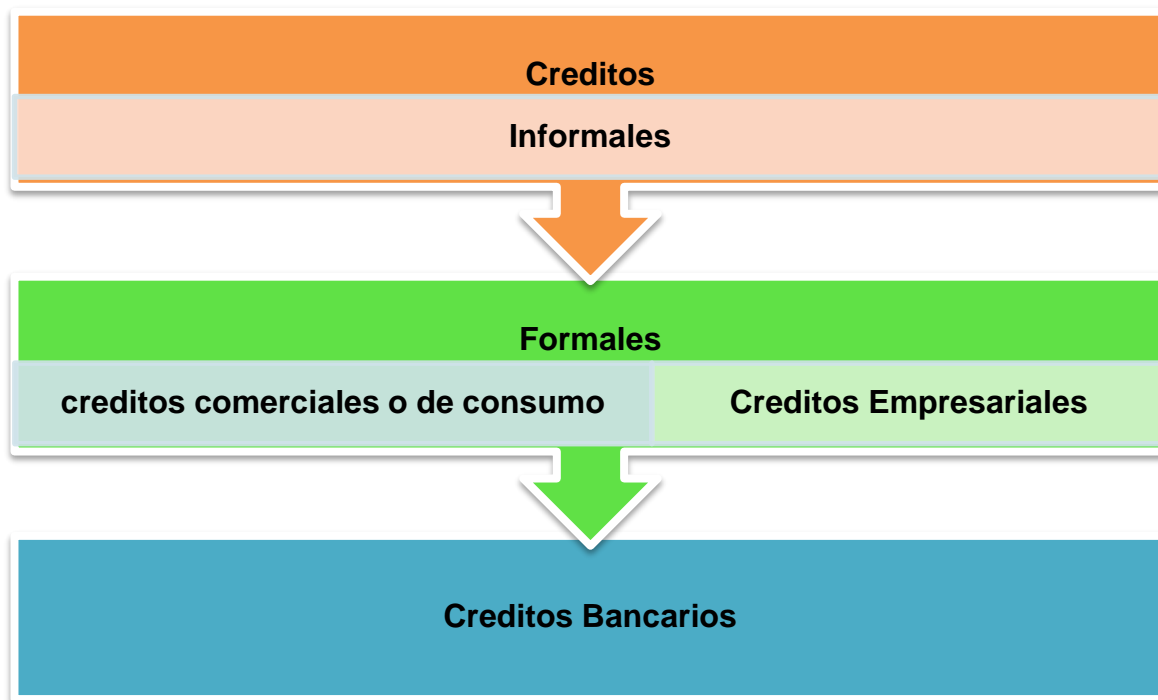 Creditos
Informales
Formales
creditos comerciales o de consumo
Creditos Empresariales
Creditos Bancarios